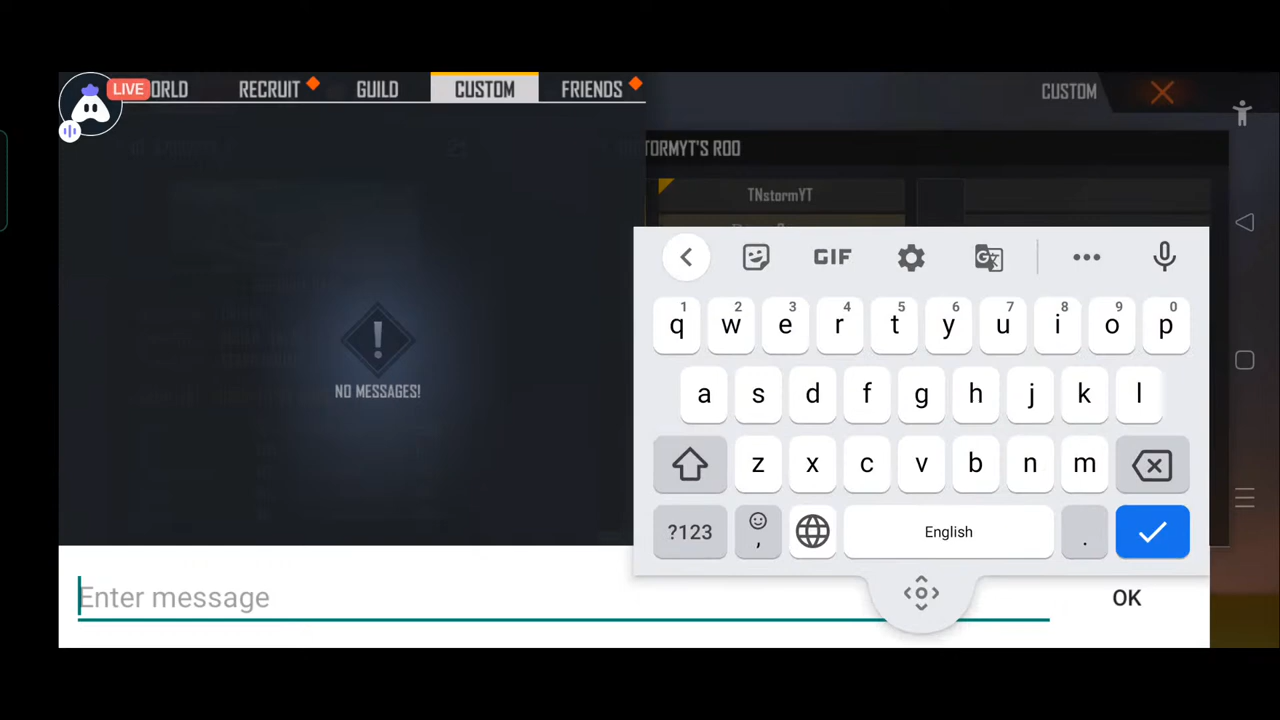 LIVE
ORLD RECRUIT GUILD CUSTOM FRIENDS
CUSTOM
TORMYT'S ROO
TNstormYT
NO MESSAGES!
GIF
1 2 3 4 5 6 7 8 9 0
q w e r t y u i o p
a s d f g h j k l
z x c v b n m
?123 , English .
Enter message
OK